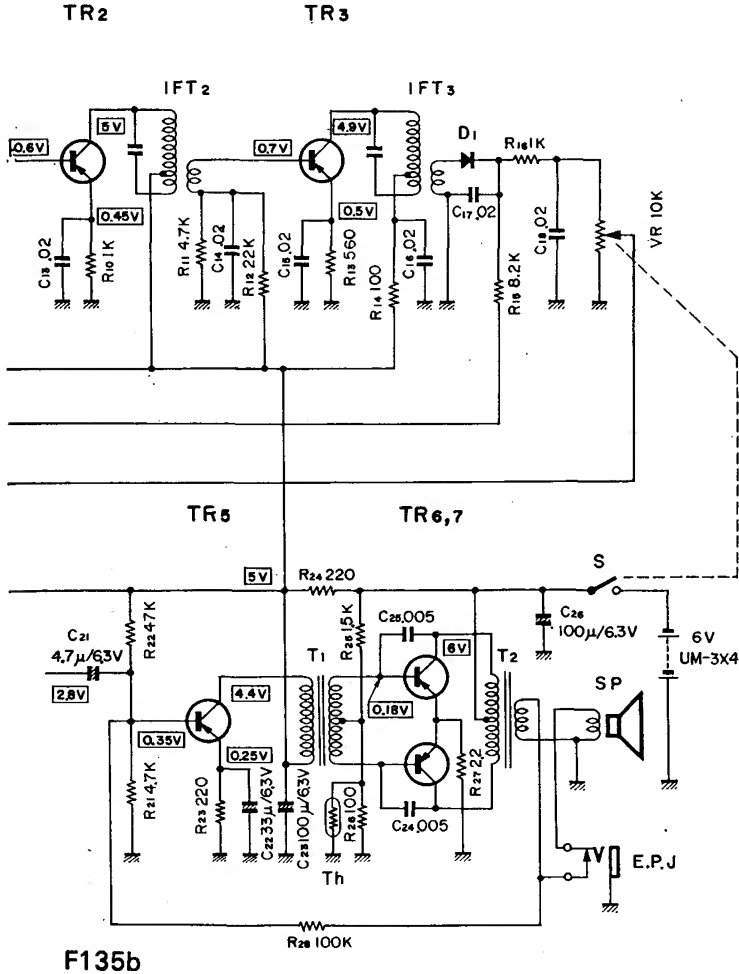 TR2 TR3
IFT2 IFT3
5V 4.9V D1
0.6V 0.7V R16 1K
C17 .02
0.45V 0.5V
C13 .02 R10 1K R11 4.7K C14 .02 R12 22K C15 .02 R13 560 R14 100 C16 .02 R15 8.2K C18 .02 VR 10K
TR5 TR6,7
S
5V R24 220
R22 47K R25 1.5K C25 .005 C26 100μ/6.3V
C21 4.7μ/6.3V T1 6V T2 6V UM-3X4
2.8V 4.4V SP
0.18V
0.35V 0.25V
R21 4.7K R23 220 C22 33μ/6.3V C23 100μ/6.3V R26 100 R27 2.2
C24 .005
Th E.P.J
R28 100K
F135b